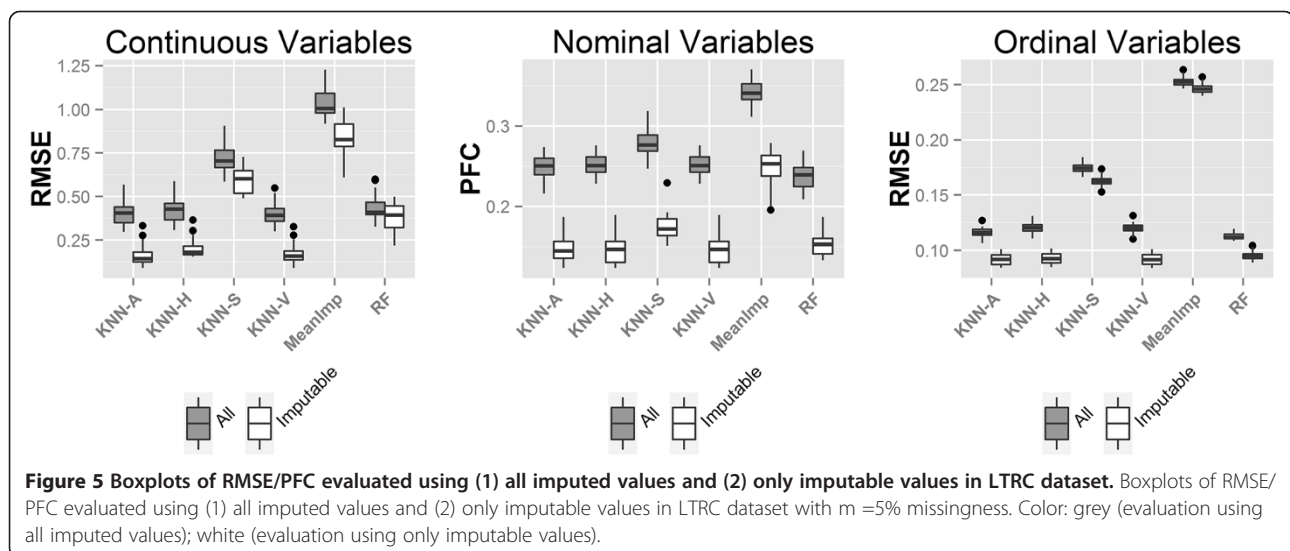 Continuous Variables
RMSE
1.25
1.00
0.75
0.50
0.25
KNN-A
KNN-H
KNN-S
KNN-V
MeanImp
RF
All
Imputable
Nominal Variables
PFC
0.3
0.2
KNN-A
KNN-H
KNN-S
KNN-V
MeanImp
RF
All
Imputable
Ordinal Variables
RMSE
0.25
0.20
0.15
0.10
KNN-A
KNN-H
KNN-S
KNN-V
MeanImp
RF
All
Imputable
Figure 5 Boxplots of RMSE/PFC evaluated using (1) all imputed values and (2) only imputable values in LTRC dataset. Boxplots of RMSE/
PFC evaluated using (1) all imputed values and (2) only imputable values in LTRC dataset with m =5% missingness. Color: grey (evaluation using
all imputed values); white (evaluation using only imputable values).